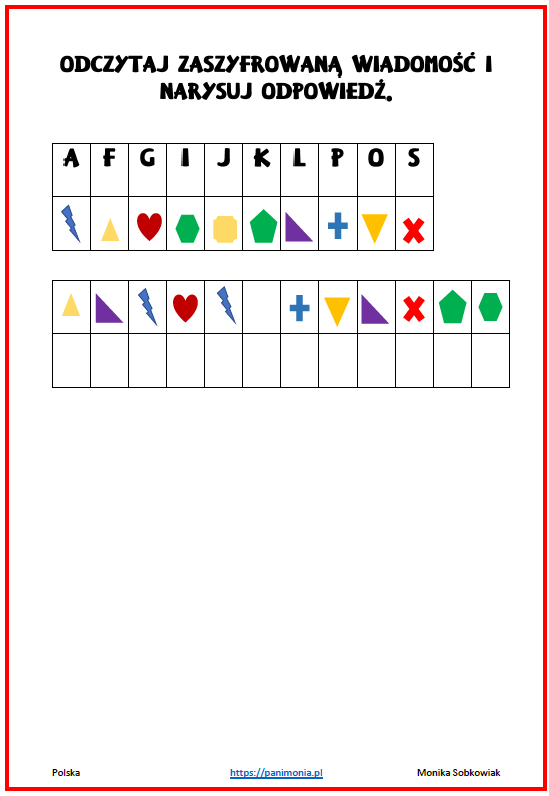 ODCZYTAJ ZASZYFROWANĄ WIADOMOŚĆ I
NARYSUJ ODPOWIEDŹ.
A F G I J K L P O S
Polska https://panimonia.pl Monika Sobkowiak